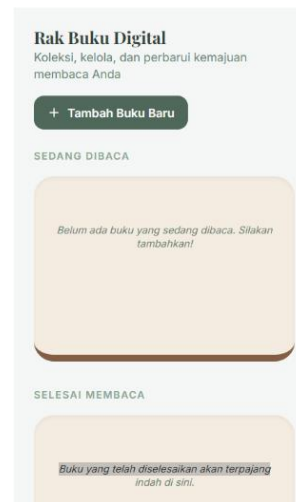 Rak Buku Digital
Koleksi, kelola, dan perbarui kemajuan
membaca Anda
+ Tambah Buku Baru
SEDANG DIBACA
Belum ada buku yang sedang dibaca. Silakan
tambahkan!
SELESAI MEMBACA
Buku yang telah diselesaikan akan terpajang
indah di sini.